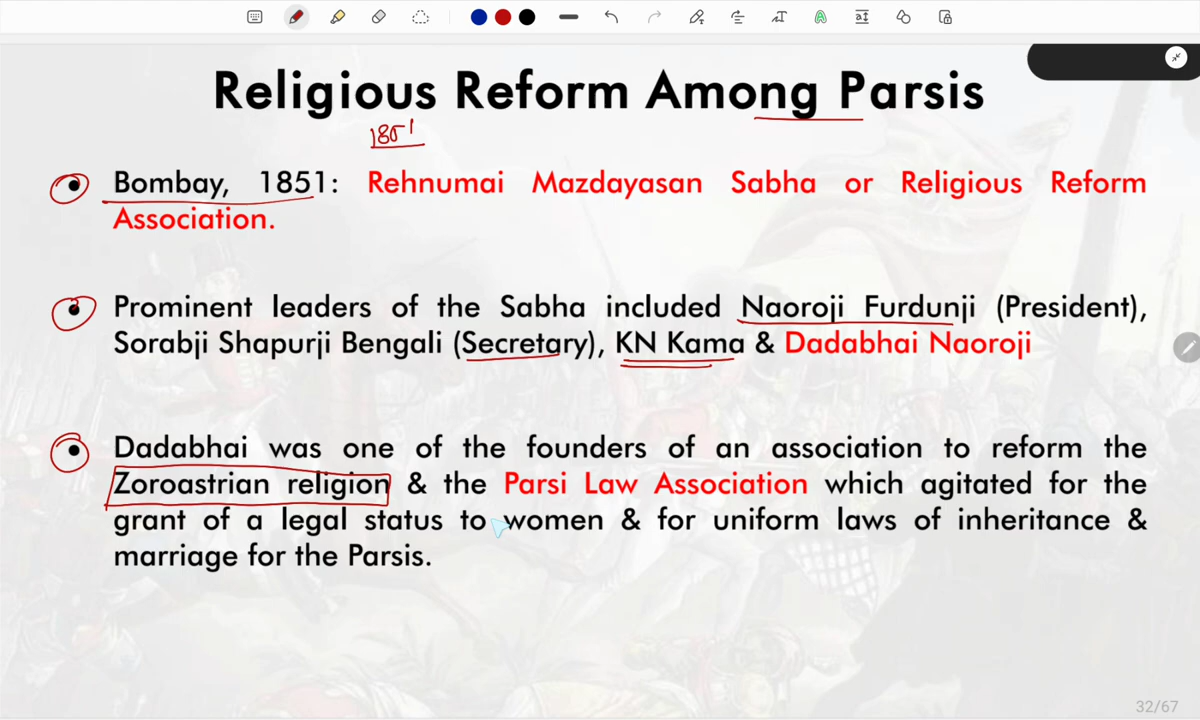 Religious Reform Among Parsis
1851
Bombay, 1851: Rehnumai Mazdayasan Sabha or Religious Reform
Association.
Prominent leaders of the Sabha included Naoroji Furdunji (President),
Sorabji Shapurji Bengali (Secretary), KN Kama & Dadabhai Naoroji
Dadabhai was one of the founders of an association to reform the
Zoroastrian religion & the Parsi Law Association which agitated for the
grant of a legal status to women & for uniform laws of inheritance &
marriage for the Parsis.
32/67